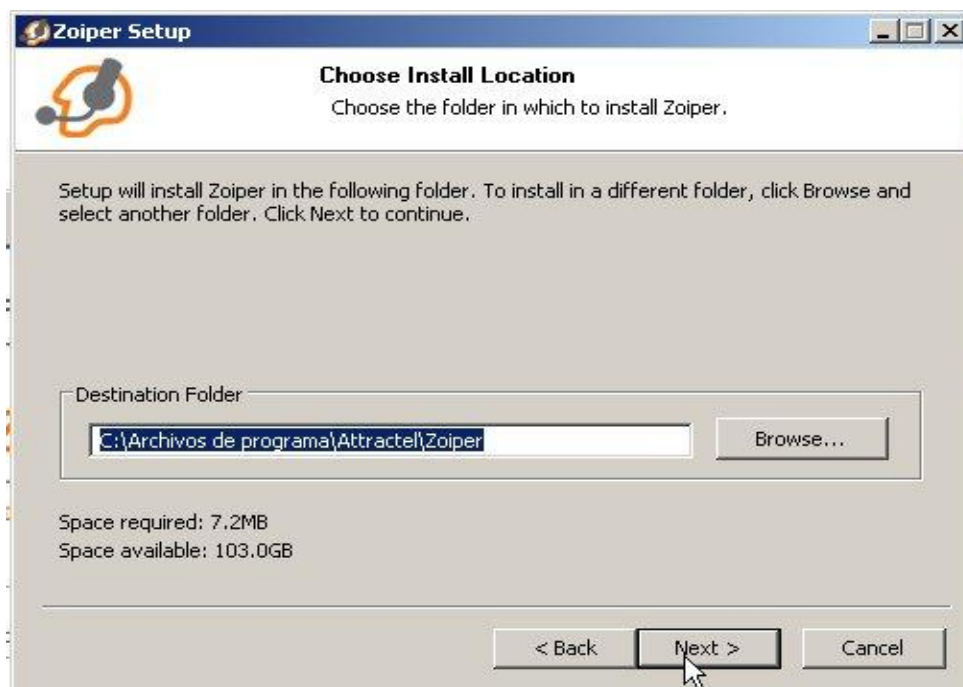 Zoiper Setup
Choose Install Location
Choose the folder in which to install Zoiper.
Setup will install Zoiper in the following folder. To install in a different folder, click Browse and
select another folder. Click Next to continue.
Destination Folder
C:\Archivos de programa\Attractel\Zoiper
Browse...
Space required: 7.2MB
Space available: 103.0GB
< Back
Next >
Cancel